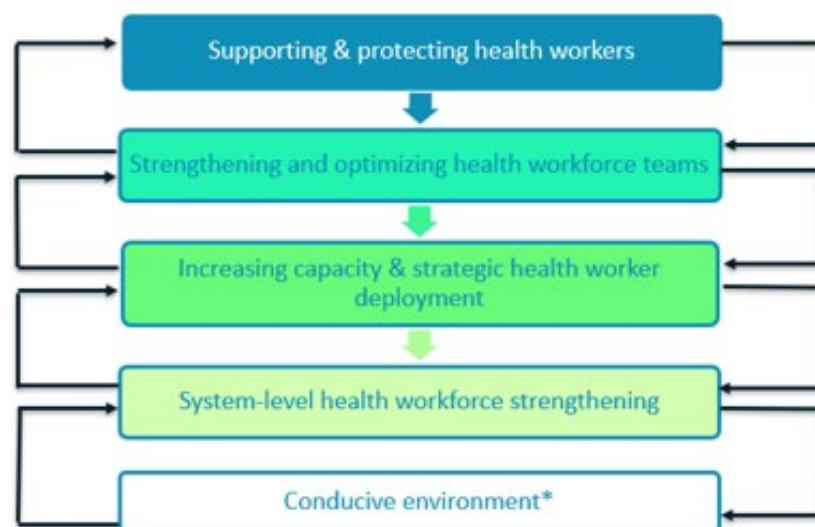 Supporting & protecting health workers
Strengthening and optimizing health workforce teams
Increasing capacity & strategic health worker
deployment
System-level health workforce strengthening
Conducive environment*